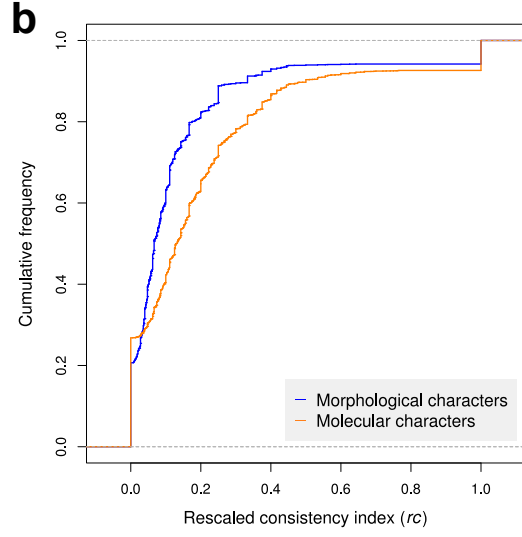 b
Cumulative frequency
1.0
0.8
0.6
0.4
0.2
0.0
Morphological characters
Molecular characters
0.0 0.2 0.4 0.6 0.8 1.0
Rescaled consistency index (rc)